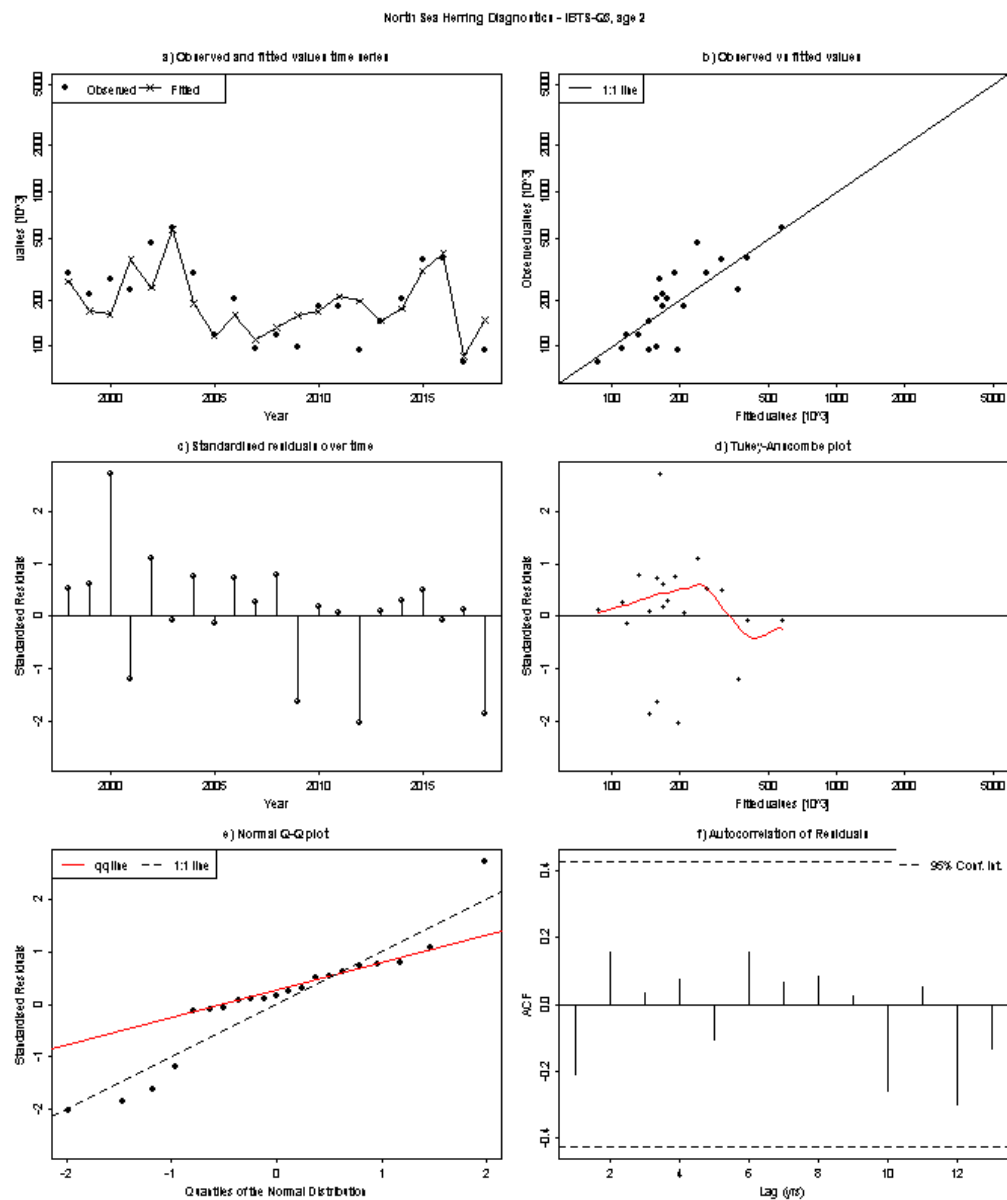 North Sea Herring Diagnostics - IBTS-Q3, age 2
a) Observed and fitted values time series
Observed Fitted
values [10^3]
100 200 500 1000 2000 5000
2000 2005 2010 2015
Year
b) Observed vs fitted values
1:1 line
Observed values [10^3]
100 200 500 1000 2000 5000
100 200 500 1000 2000 5000
Fitted values [10^3]
c) Standardised residuals over time
Standardised Residuals
-2 -1 0 1 2
2000 2005 2010 2015
Year
d) Tukey-Anscombe plot
Standardised Residuals
-2 -1 0 1 2
100 200 500 1000 2000 5000
Fitted values [10^3]
e) Normal Q-Q plot
qq line 1:1 line
Standardised Residuals
-2 -1 0 1 2
-2 -1 0 1 2
Quantiles of the Normal Distribution
f) Autocorrelation of Residuals
95% Conf. Int.
ACF
-0.4 -0.2 0.0 0.2 0.4
2 4 6 8 10 12
Lag (yrs)